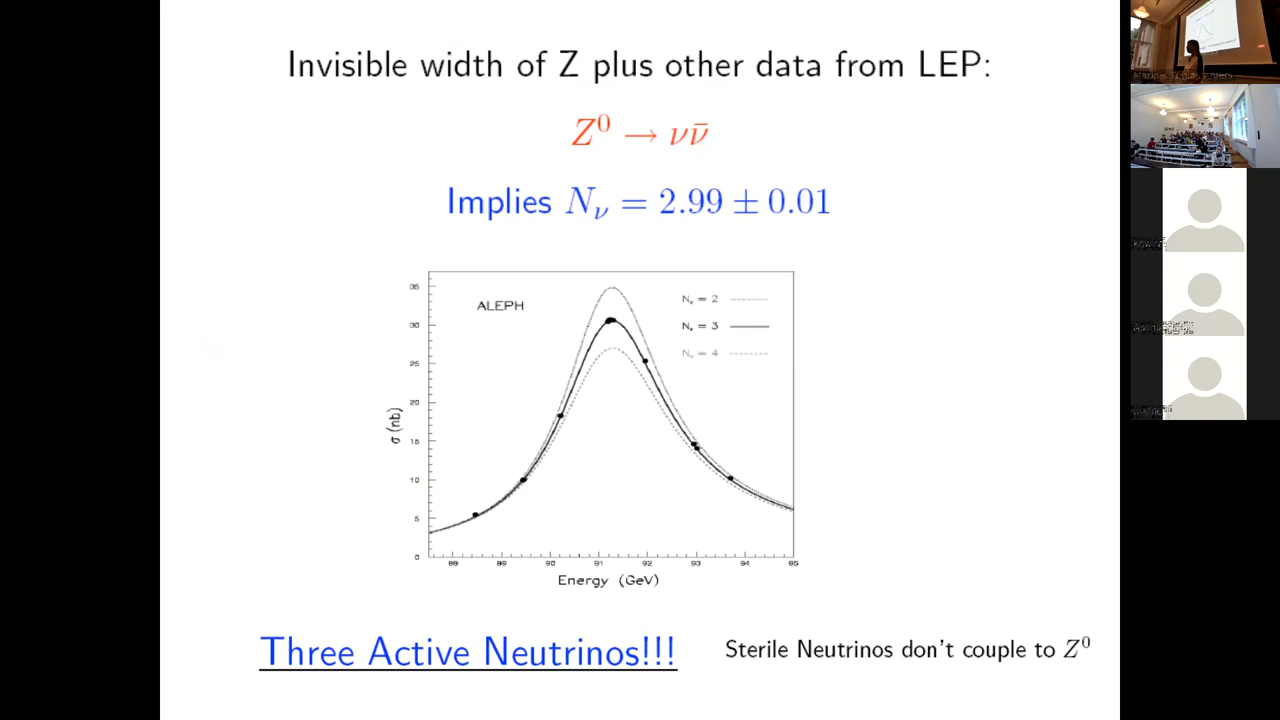 Invisible width of Z plus other data from LEP:
Z⁰ → νν̄
Implies N_ν = 2.99 ± 0.01
ALEPH
N_ν = 2
N_ν = 3
N_ν = 4
35
30
25
20
15
10
5
0
σ (nb)
88 89 90 91 92 93 94 95
Energy (GeV)
Three Active Neutrinos!!!
Sterile Neutrinos don't couple to Z⁰